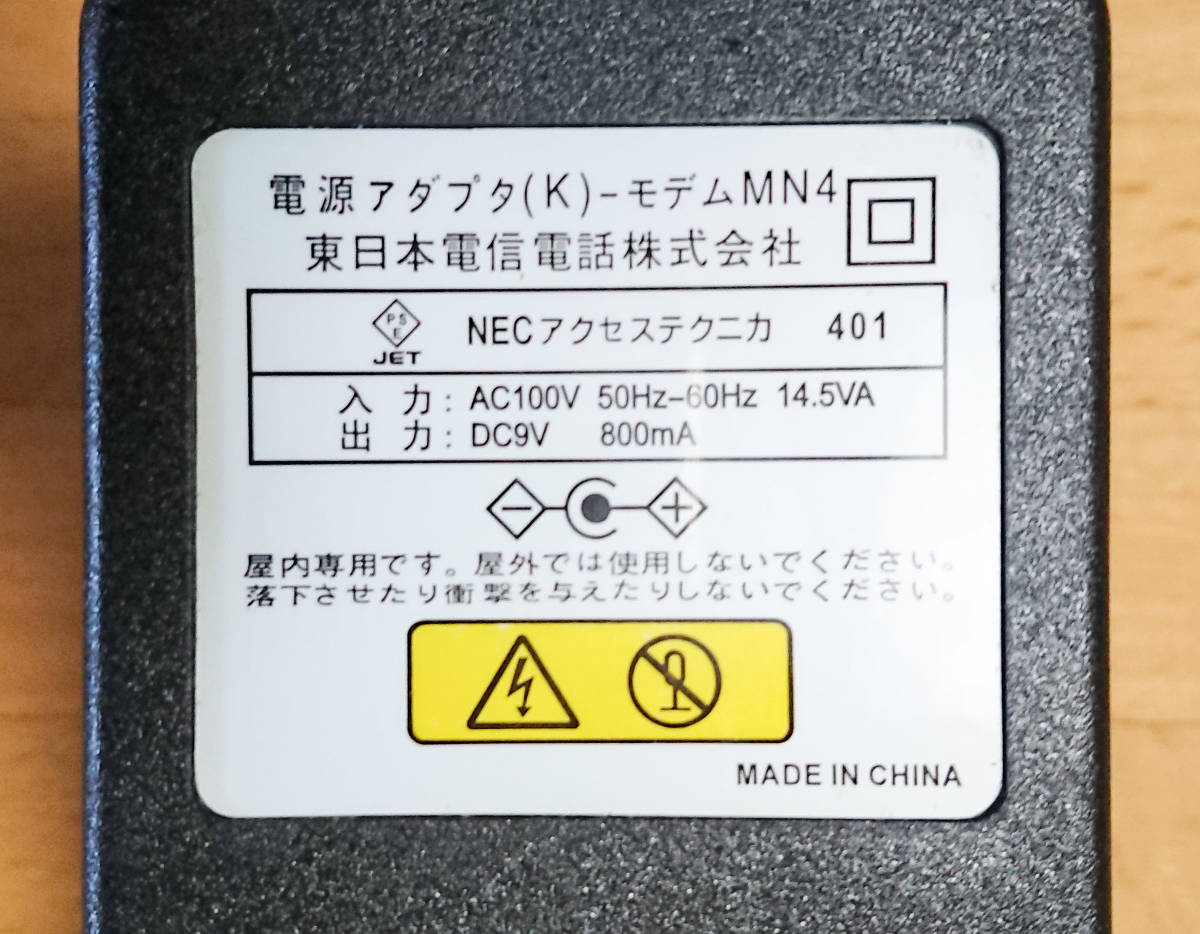 電源アダプタ(K)-モデムMN4
東日本電信電話株式会社
PSE
JET
NECアクセステクニカ 401
入力: AC100V 50Hz-60Hz 14.5VA
出力: DC9V 800mA
屋内専用です。屋外では使用しないでください。
落下させたり衝撃を与えたりしないでください。
MADE IN CHINA